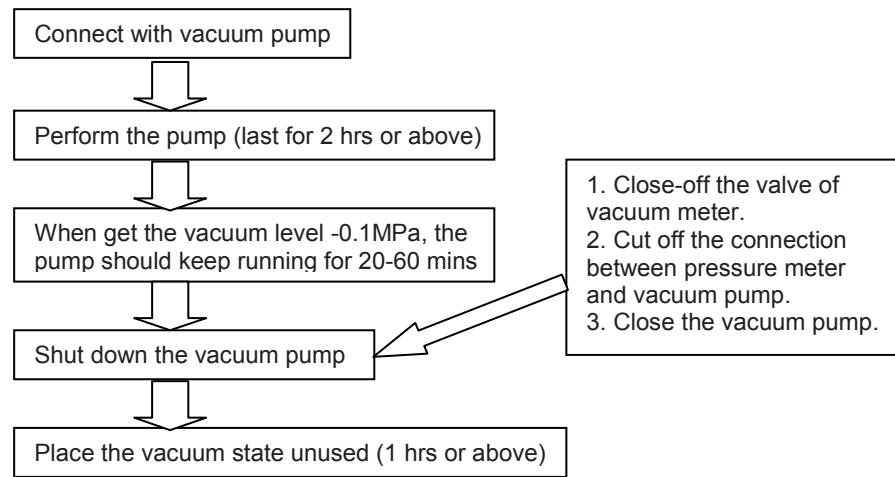 Connect with vacuum pump
Perform the pump (last for 2 hrs or above)
When get the vacuum level -0.1MPa, the
pump should keep running for 20-60 mins
Shut down the vacuum pump
1. Close-off the valve of
vacuum meter.
2. Cut off the connection
between pressure meter
and vacuum pump.
3. Close the vacuum pump.
Place the vacuum state unused (1 hrs or above)